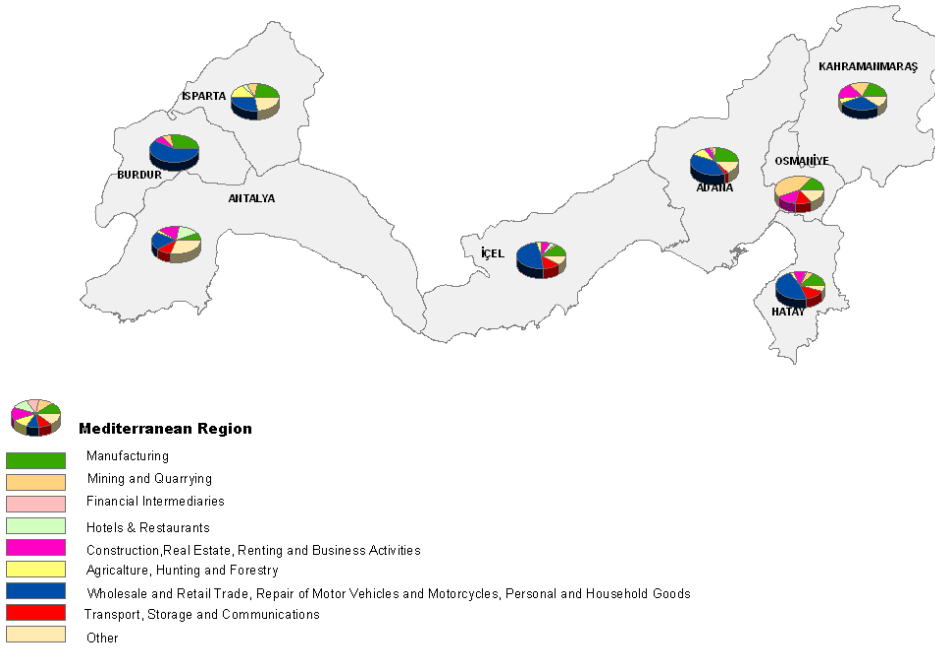 KAHRAMANMARAŞ
ISPARTA
OSMANİYE
BURDUR
ADANA
ANTALYA
İÇEL
HATAY
Mediterranean Region
Manufacturing
Mining and Quarrying
Financial Intermediaries
Hotels & Restaurants
Construction,Real Estate, Renting and Business Activities
Agriculture, Hunting and Forestry
Wholesale and Retail Trade, Repair of Motor Vehicles and Motorcycles, Personal and Household Goods
Transport, Storage and Communications
Other